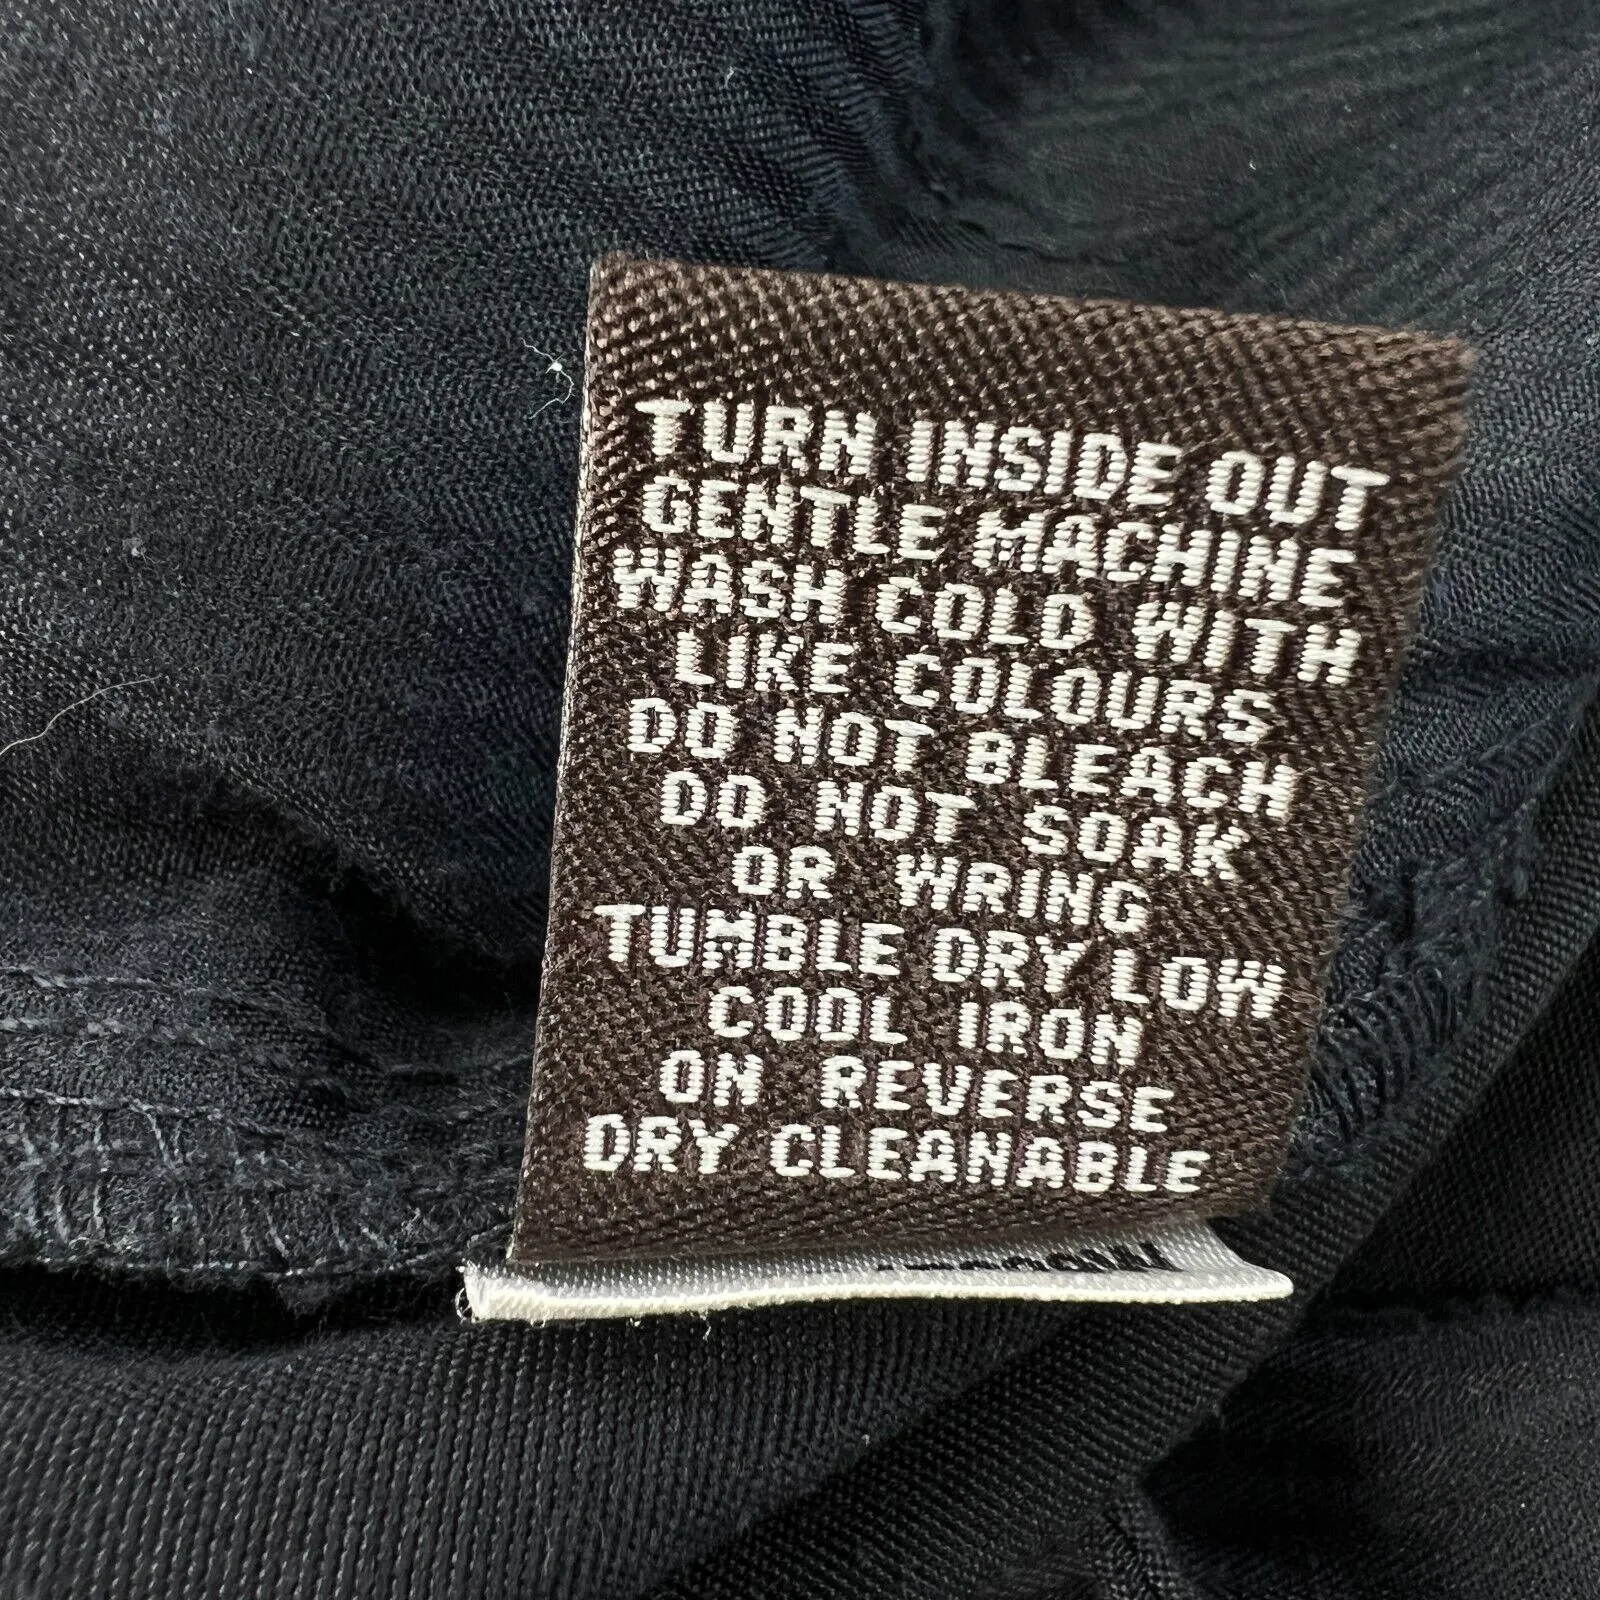 TURN INSIDE OUT
GENTLE MACHINE
WASH COLD WITH
LIKE COLOURS
DO NOT BLEACH
DO NOT SOAK
OR WRING
TUMBLE DRY LOW
COOL IRON
ON REVERSE
DRY CLEANABLE